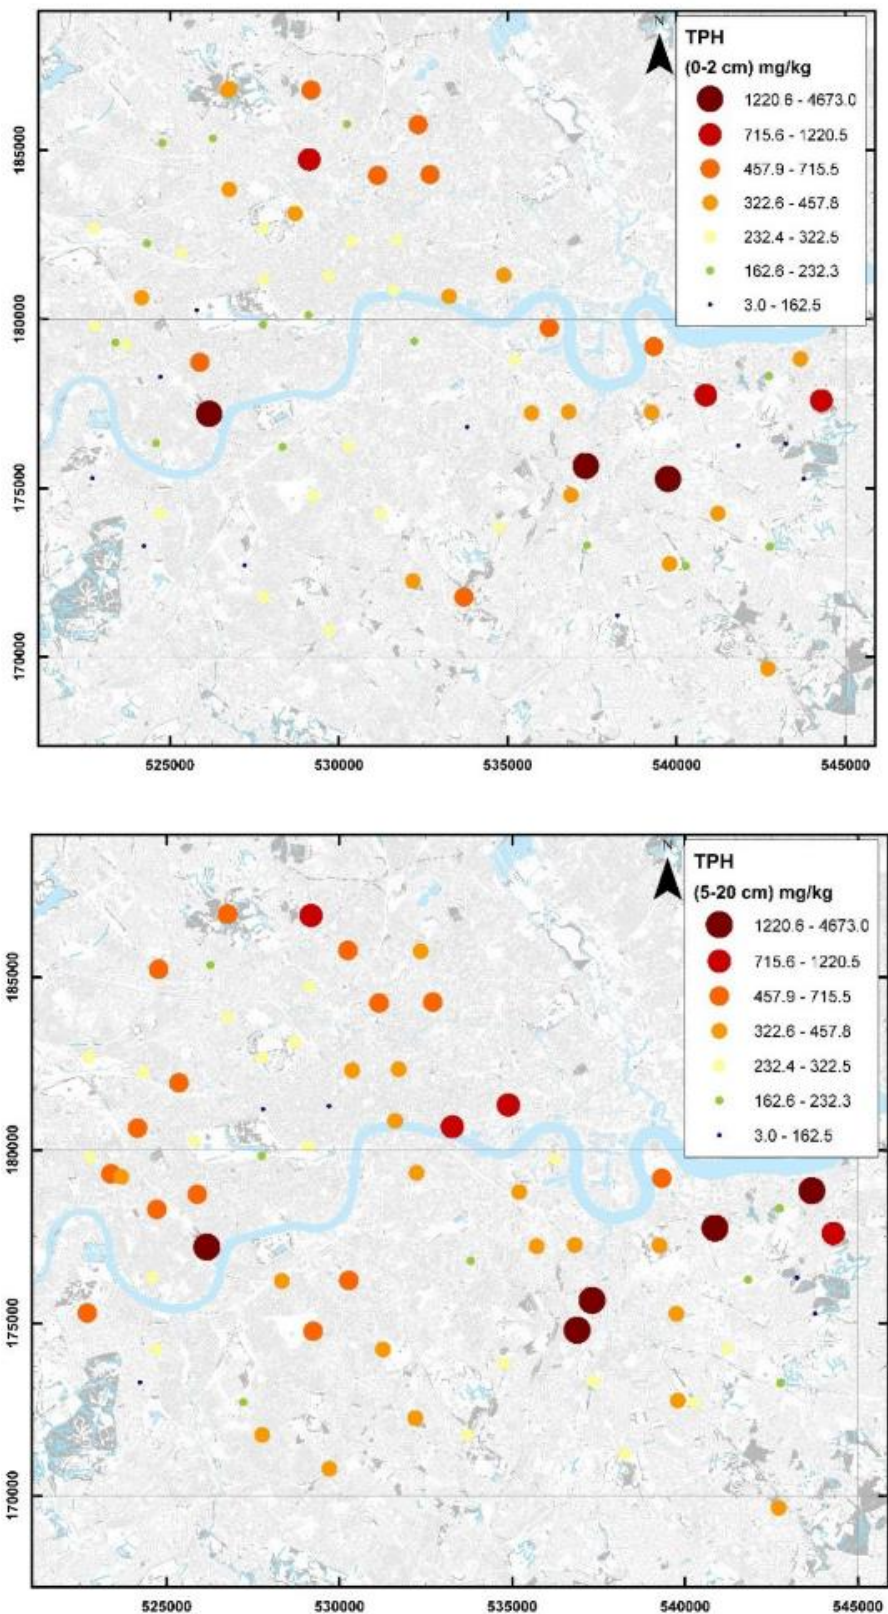 N
TPH
(0-2 cm) mg/kg
1220.6 - 4673.0
715.6 - 1220.5
457.9 - 715.5
322.6 - 457.8
232.4 - 322.5
162.6 - 232.3
3.0 - 162.5
185000
180000
175000
170000
525000 530000 535000 540000 545000
N
TPH
(5-20 cm) mg/kg
1220.6 - 4673.0
715.6 - 1220.5
457.9 - 715.5
322.6 - 457.8
232.4 - 322.5
162.6 - 232.3
3.0 - 162.5
185000
180000
175000
170000
525000 530000 535000 540000 545000